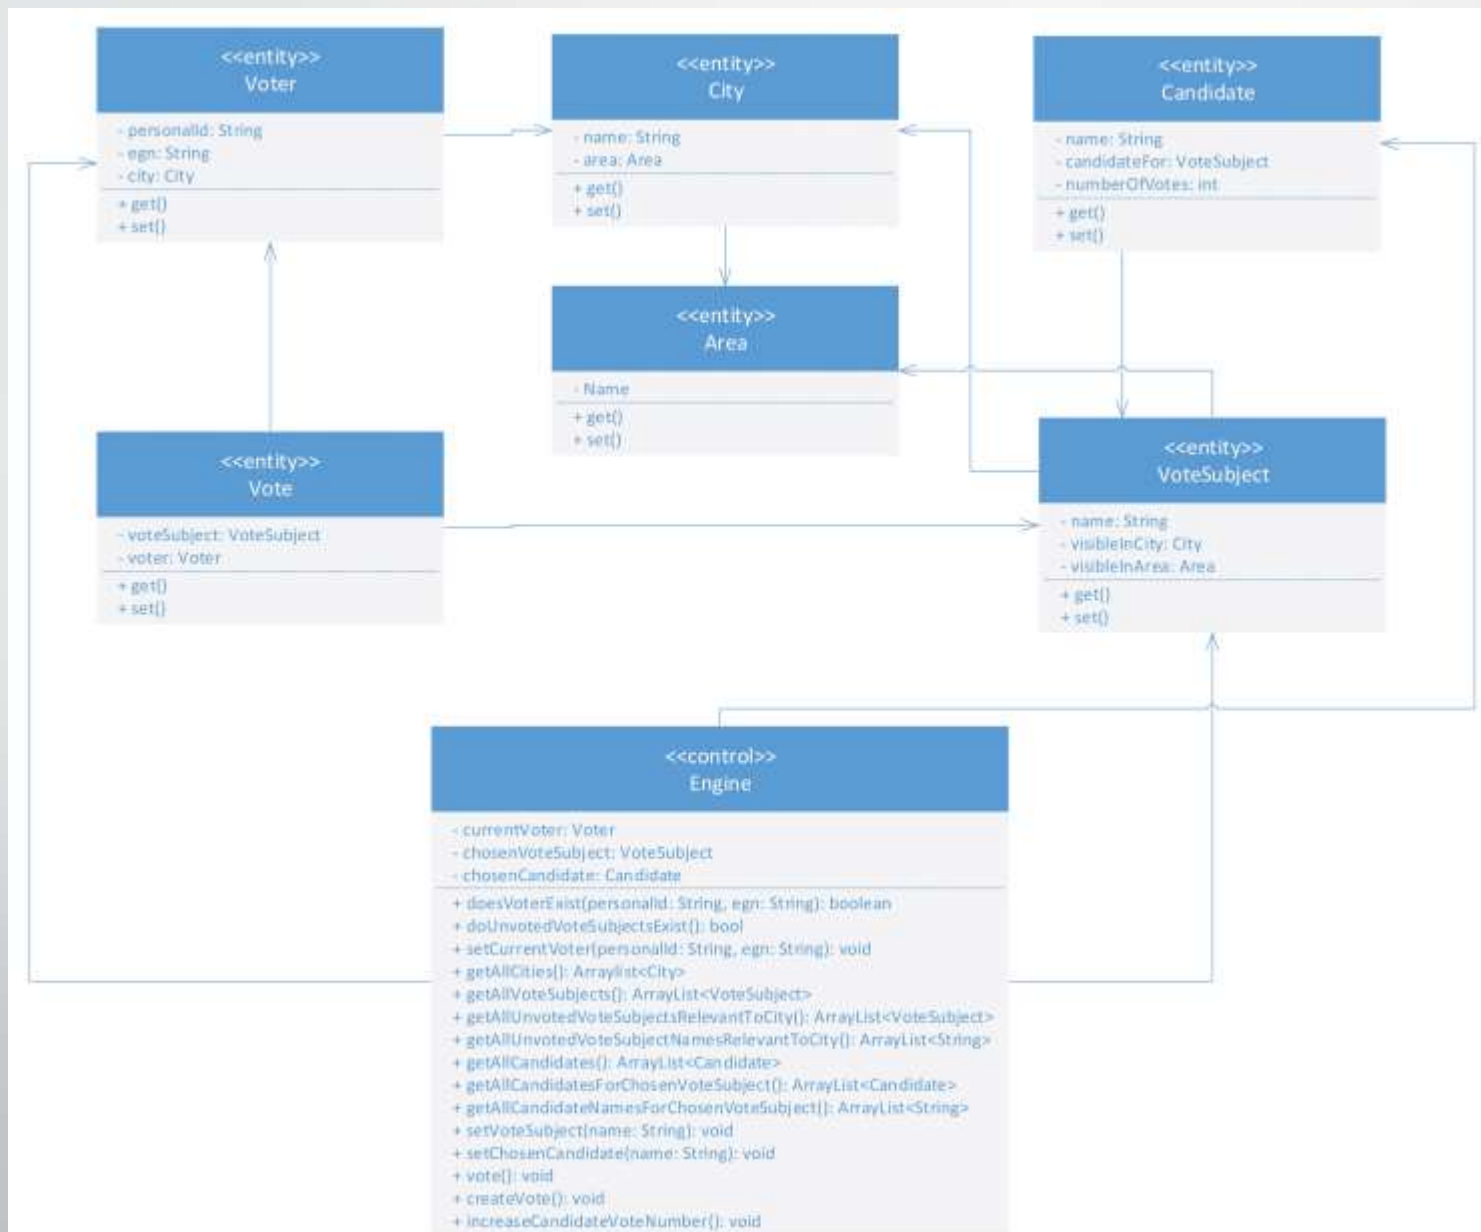 <<entity>>
Voter
- personalId: String
- egn: String
- city: City
+ get()
+ set()
<<entity>>
City
- name: String
- area: Area
+ get()
+ set()
<<entity>>
Candidate
- name: String
- candidateFor: VoteSubject
- numberOfVotes: int
+ get()
+ set()
<<entity>>
Area
- Name
+ get()
+ set()
<<entity>>
Vote
- voteSubject: VoteSubject
- voter: Voter
+ get()
+ set()
<<entity>>
VoteSubject
- name: String
- visibleInCity: City
- visibleInArea: Area
+ get()
+ set()
<<control>>
Engine
- currentVoter: Voter
- chosenVoteSubject: VoteSubject
- chosenCandidate: Candidate
+ doesVoterExist(personalId: String, egn: String): boolean
+ doUnvotedVoteSubjectsExist(): bool
+ setCurrentVoter(personalId: String, egn: String): void
+ getAllCities(): Arraylist<City>
+ getAllVoteSubjects(): ArrayList<VoteSubject>
+ getAllUnvotedVoteSubjectsRelevantToCity(): ArrayList<VoteSubject>
+ getAllUnvotedVoteSubjectNamesRelevantToCity(): ArrayList<String>
+ getAllCandidates(): ArrayList<Candidate>
+ getAllCandidatesForChosenVoteSubject(): ArrayList<Candidate>
+ getAllCandidateNamesForChosenVoteSubject(): ArrayList<String>
+ setVoteSubject(name: String): void
+ setChosenCandidate(name: String): void
+ vote(): void
+ createVote(): void
+ increaseCandidateVoteNumber(): void